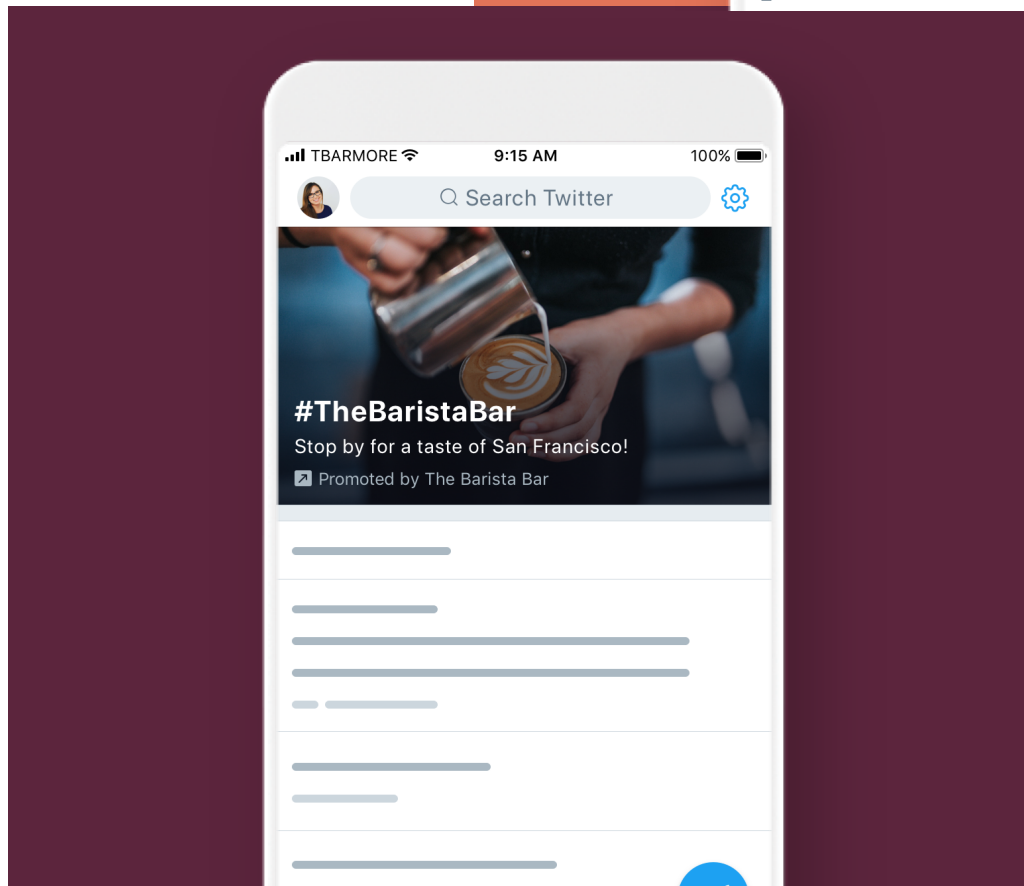 TBARMORE
9:15 AM
100%
Search Twitter
#TheBaristaBar
Stop by for a taste of San Francisco!
Promoted by The Barista Bar